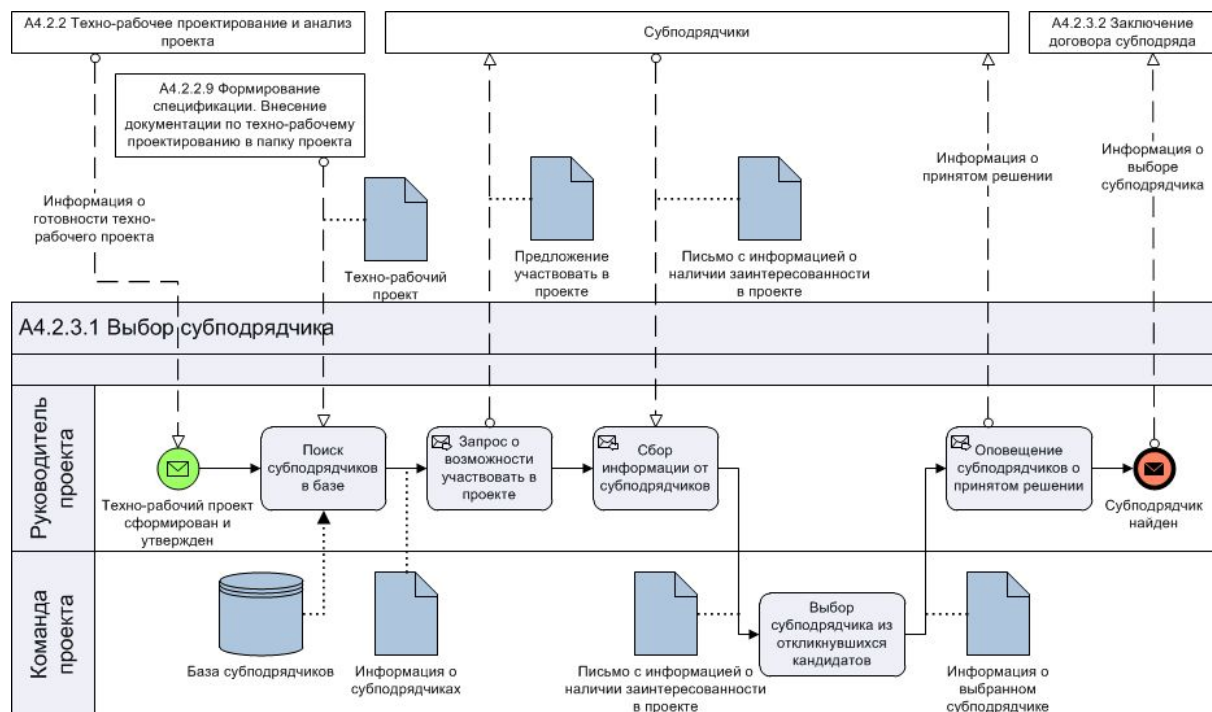 А4.2.2 Техно-рабочее проектирование и анализ
проекта
Субподрядчики
А4.2.3.2 Заключение
договора субподряда
А4.2.2.9 Формирование
спецификации. Внесение
документации по техно-рабочему
проектированию в папку проекта
Информация о
готовности техно-
рабочего проекта
Техно-рабочий
проект
Предложение
участвовать в
проекте
Письмо с информацией о
наличии заинтересованности
в проекте
Информация о
принятом решении
Информация о
выборе
субподрядчика
А4.2.3.1 Выбор субподрядчика
Руководитель
проекта
Техно-рабочий проект
сформирован и
утвержден
Поиск
субподрядчиков
в базе
Запрос о
возможности
участвовать в
проекте
Сбор
информации от
субподрядчиков
Оповещение
субподрядчиков о
принятом решении
Субподрядчик
найден
Команда
проекта
База субподрядчиков
Информация о
субподрядчиках
Письмо с информацией о
наличии заинтересованности
в проекте
Выбор
субподрядчика из
откликнувшихся
кандидатов
Информация о
выбранном
субподрядчике